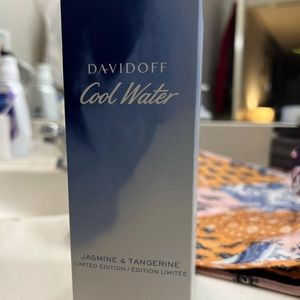 DAVIDOFF
Cool Water
JASMINE & TANGERINE
LIMITED EDITION / ÉDITION LIMITÉE